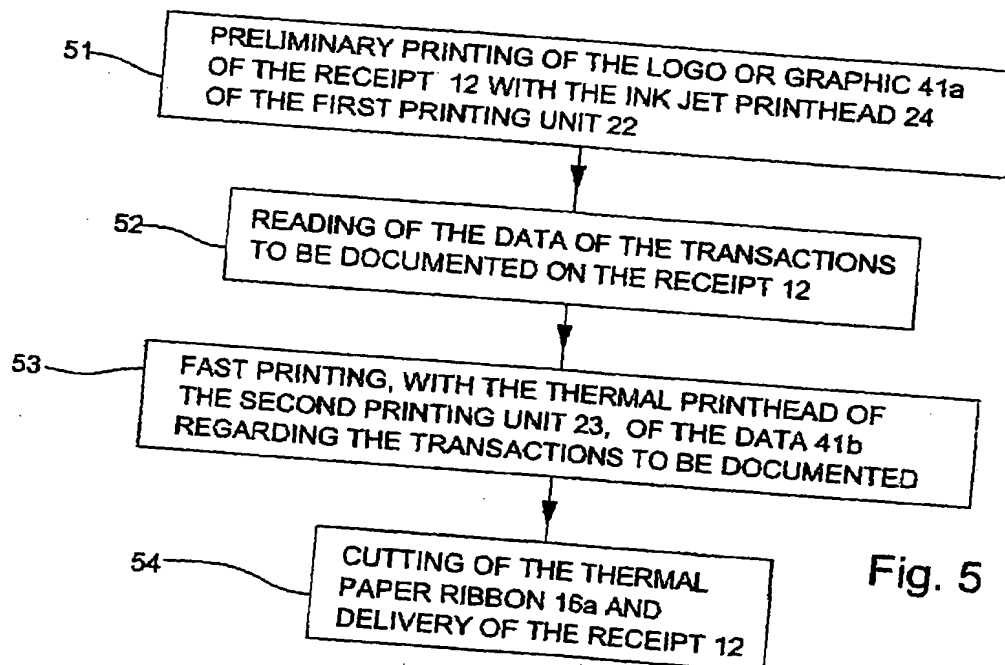 51
PRELIMINARY PRINTING OF THE LOGO OR GRAPHIC 41a
OF THE RECEIPT 12 WITH THE INK JET PRINTHEAD 24
OF THE FIRST PRINTING UNIT 22
52
READING OF THE DATA OF THE TRANSACTIONS
TO BE DOCUMENTED ON THE RECEIPT 12
53
FAST PRINTING, WITH THE THERMAL PRINTHEAD OF
THE SECOND PRINTING UNIT 23, OF THE DATA 41b
REGARDING THE TRANSACTIONS TO BE DOCUMENTED
54
CUTTING OF THE THERMAL
PAPER RIBBON 16a AND
DELIVERY OF THE RECEIPT 12
Fig. 5